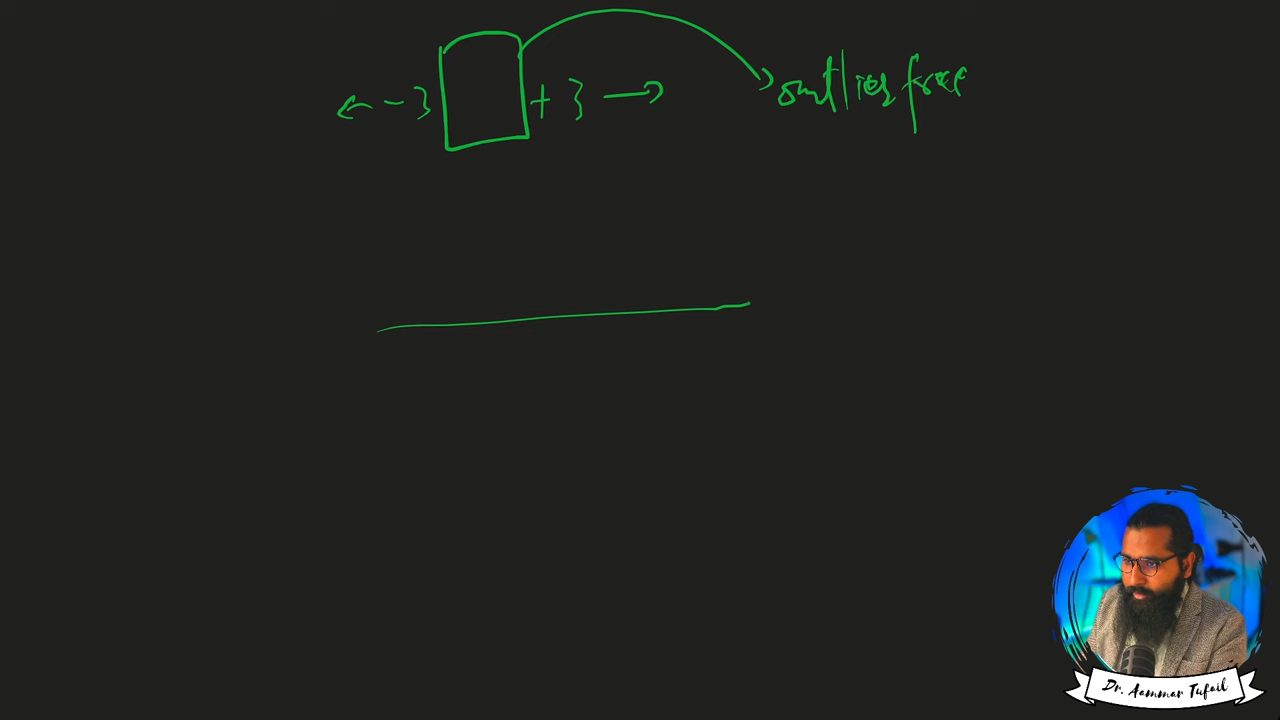 ← -3 +3 → outlier free
Dr. Aammar Tufail